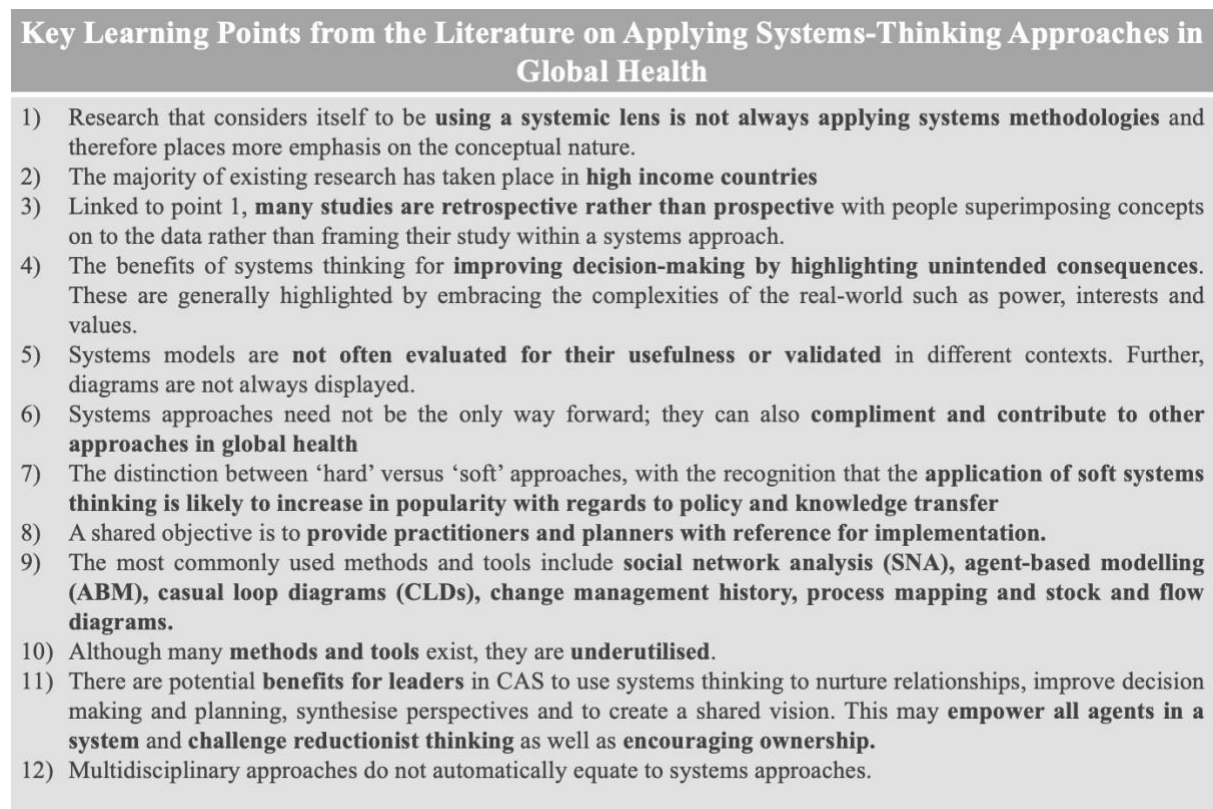 Key Learning Points from the Literature on Applying Systems-Thinking Approaches in
Global Health
1) Research that considers itself to be using a systemic lens is not always applying systems methodologies and
therefore places more emphasis on the conceptual nature.
2) The majority of existing research has taken place in high income countries
3) Linked to point 1, many studies are retrospective rather than prospective with people superimposing concepts
on to the data rather than framing their study within a systems approach.
4) The benefits of systems thinking for improving decision-making by highlighting unintended consequences.
These are generally highlighted by embracing the complexities of the real-world such as power, interests and
values.
5) Systems models are not often evaluated for their usefulness or validated in different contexts. Further,
diagrams are not always displayed.
6) Systems approaches need not be the only way forward; they can also compliment and contribute to other
approaches in global health
7) The distinction between ‘hard’ versus ‘soft’ approaches, with the recognition that the application of soft systems
thinking is likely to increase in popularity with regards to policy and knowledge transfer
8) A shared objective is to provide practitioners and planners with reference for implementation.
9) The most commonly used methods and tools include social network analysis (SNA), agent-based modelling
(ABM), casual loop diagrams (CLDs), change management history, process mapping and stock and flow
diagrams.
10) Although many methods and tools exist, they are underutilised.
11) There are potential benefits for leaders in CAS to use systems thinking to nurture relationships, improve decision
making and planning, synthesise perspectives and to create a shared vision. This may empower all agents in a
system and challenge reductionist thinking as well as encouraging ownership.
12) Multidisciplinary approaches do not automatically equate to systems approaches.